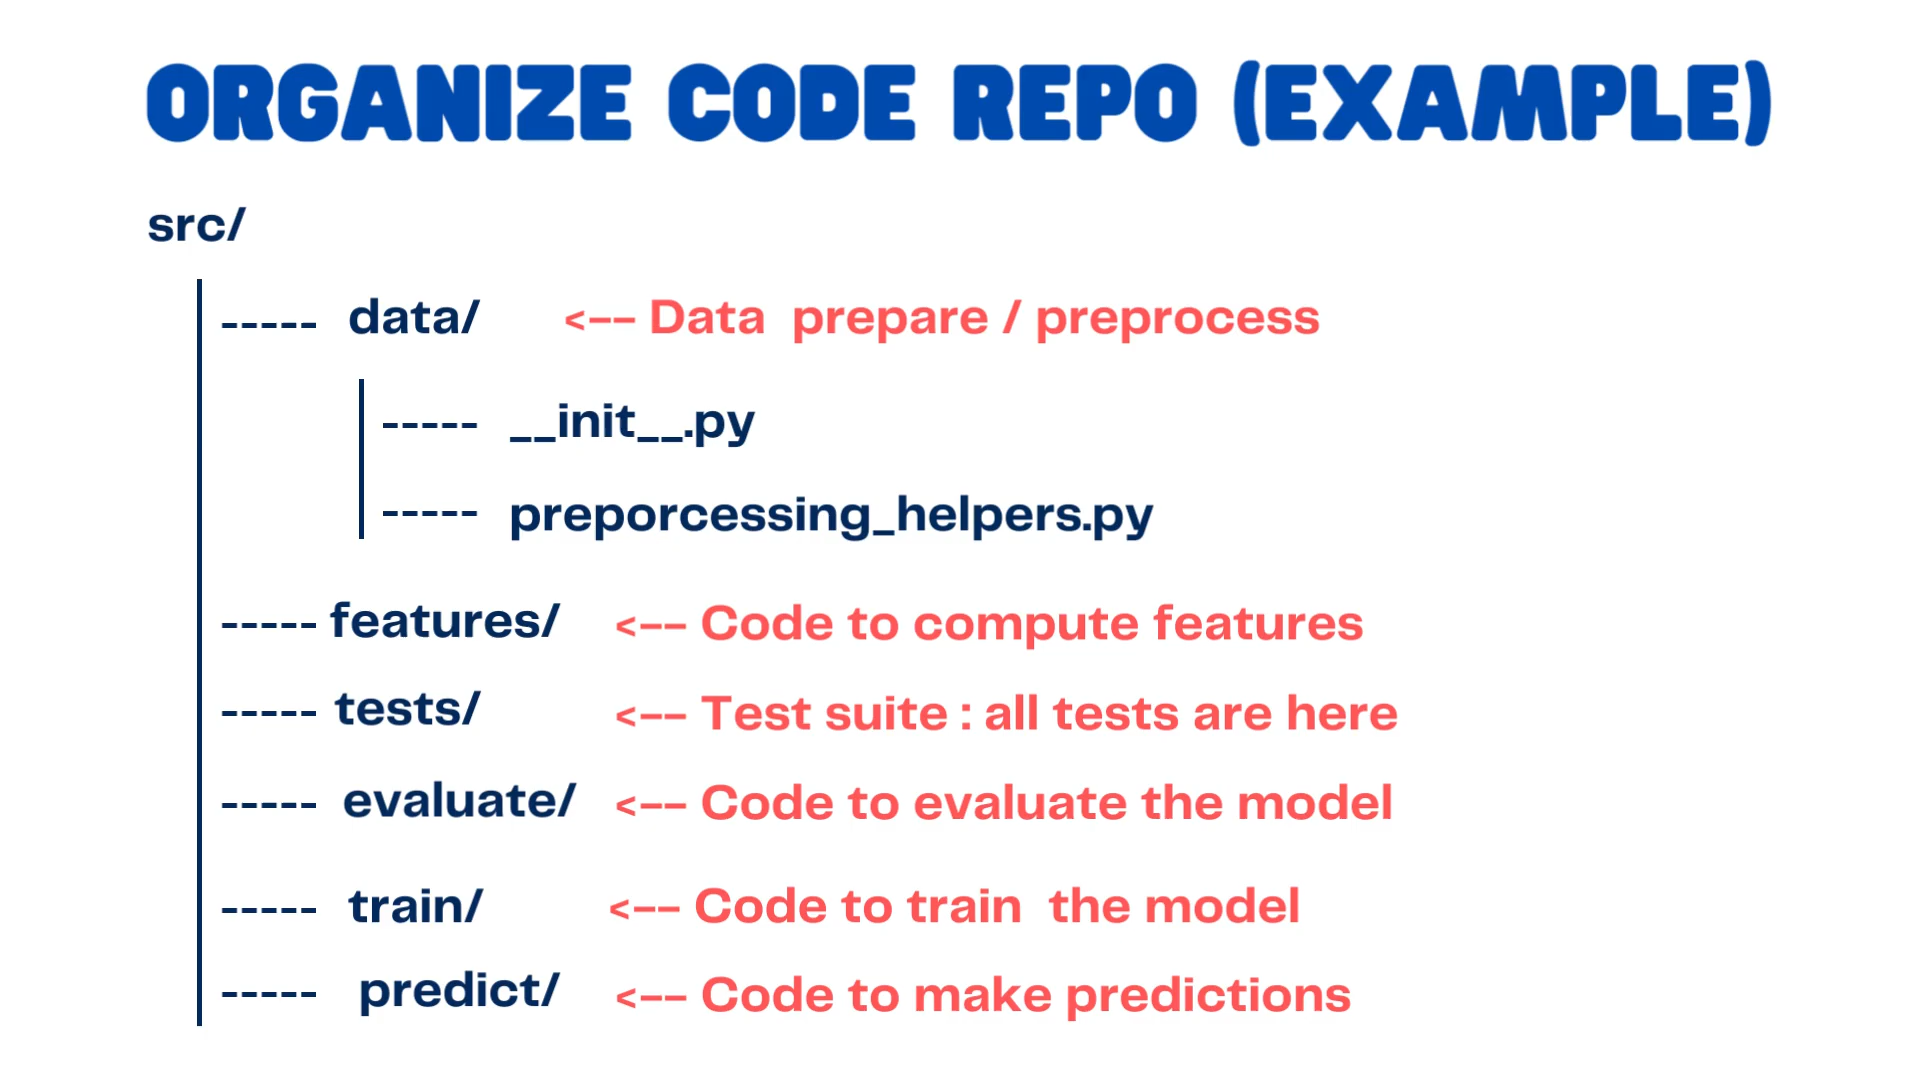 ORGANIZE CODE REPO (EXAMPLE)
src/
----- data/ <-- Data prepare / preprocess
----- __init__.py
----- preporcessing_helpers.py
----- features/ <-- Code to compute features
----- tests/ <-- Test suite : all tests are here
----- evaluate/ <-- Code to evaluate the model
----- train/ <-- Code to train the model
----- predict/ <-- Code to make predictions